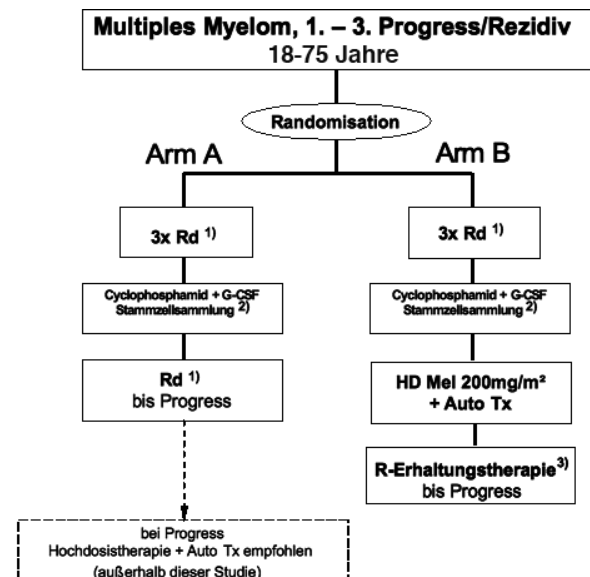 Multiples Myelom, 1. – 3. Progress/Rezidiv
18-75 Jahre
Randomisation
Arm A
Arm B
3x Rd 1)
3x Rd 1)
Cyclophosphamid + G-CSF
Stammzellsammlung 2)
Cyclophosphamid + G-CSF
Stammzellsammlung 2)
Rd 1)
bis Progress
HD Mel 200mg/m²
+ Auto Tx
R-Erhaltungstherapie3)
bis Progress
bei Progress
Hochdosistherapie + Auto Tx empfohlen
(außerhalb dieser Studie)